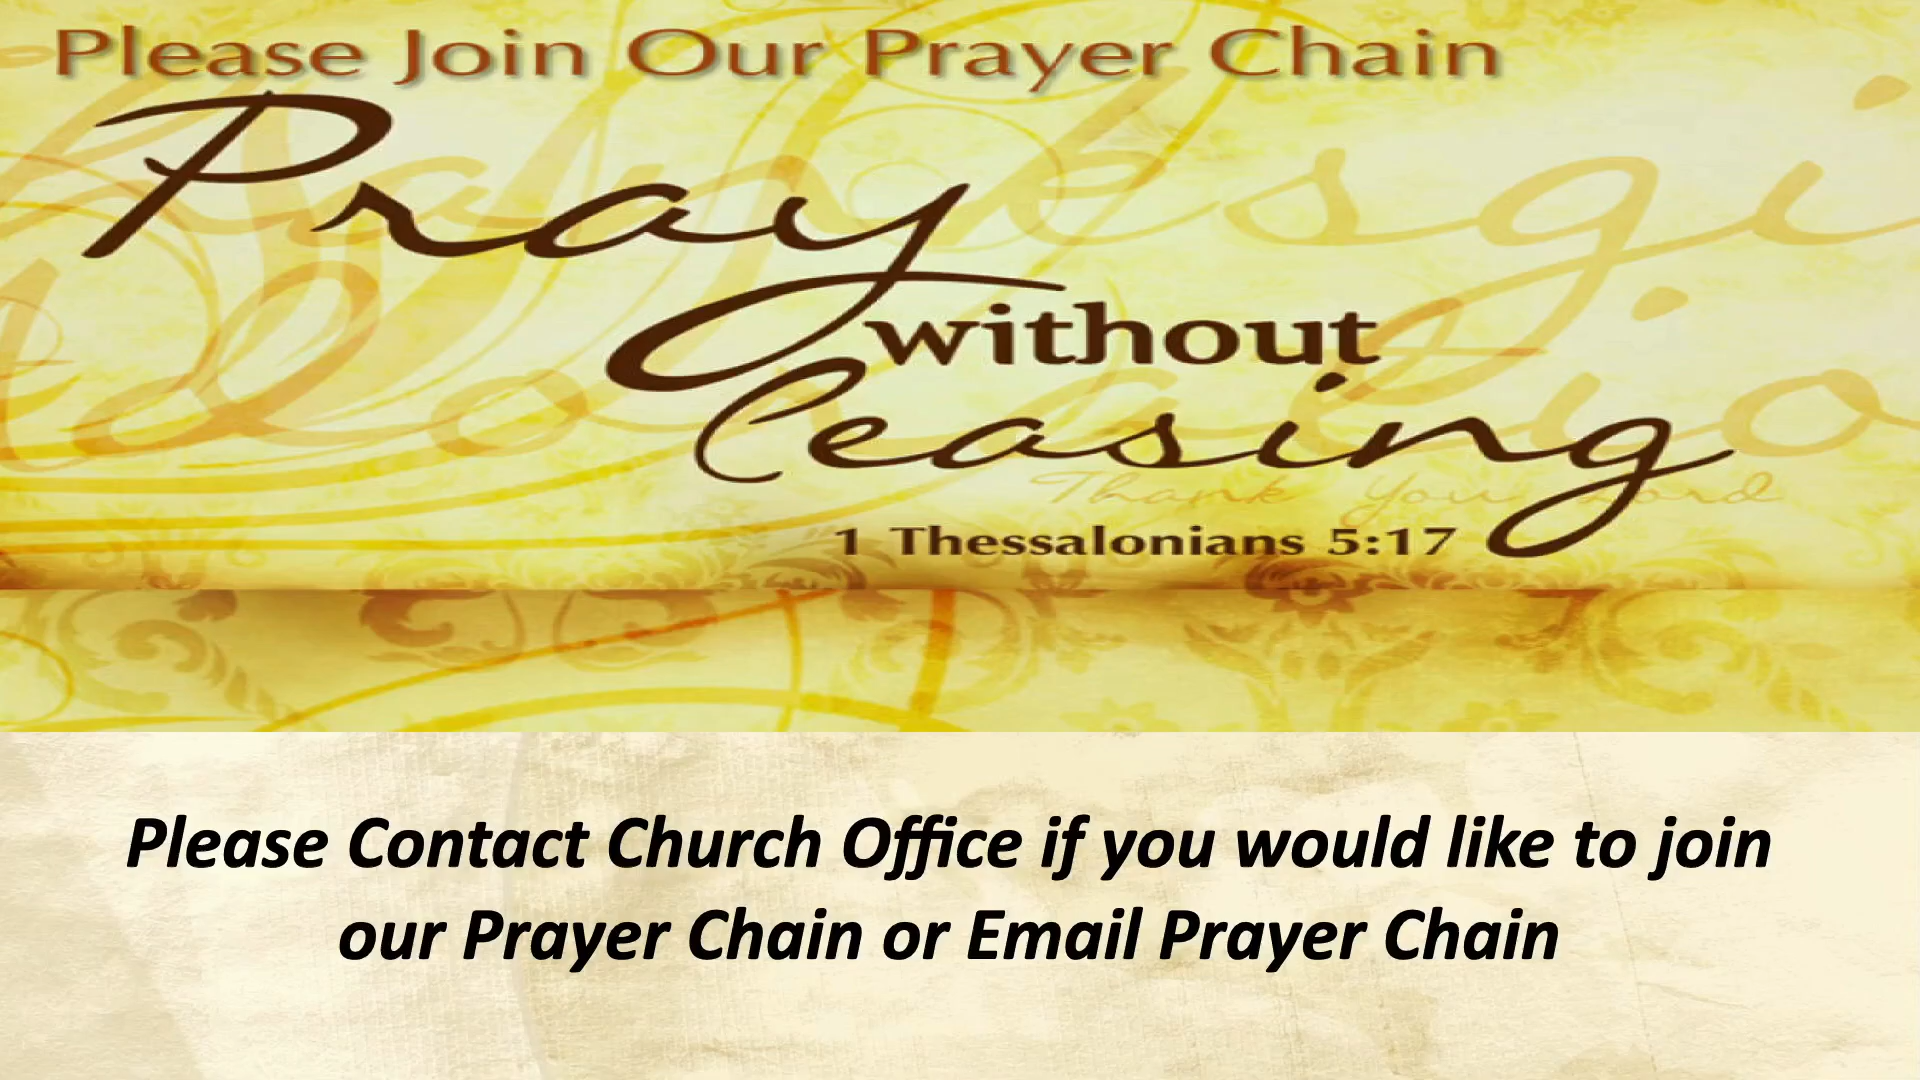 Please Join Our Prayer Chain
Pray
without
Ceasing
Thank You Lord
1 Thessalonians 5:17
Please Contact Church Office if you would like to join
our Prayer Chain or Email Prayer Chain